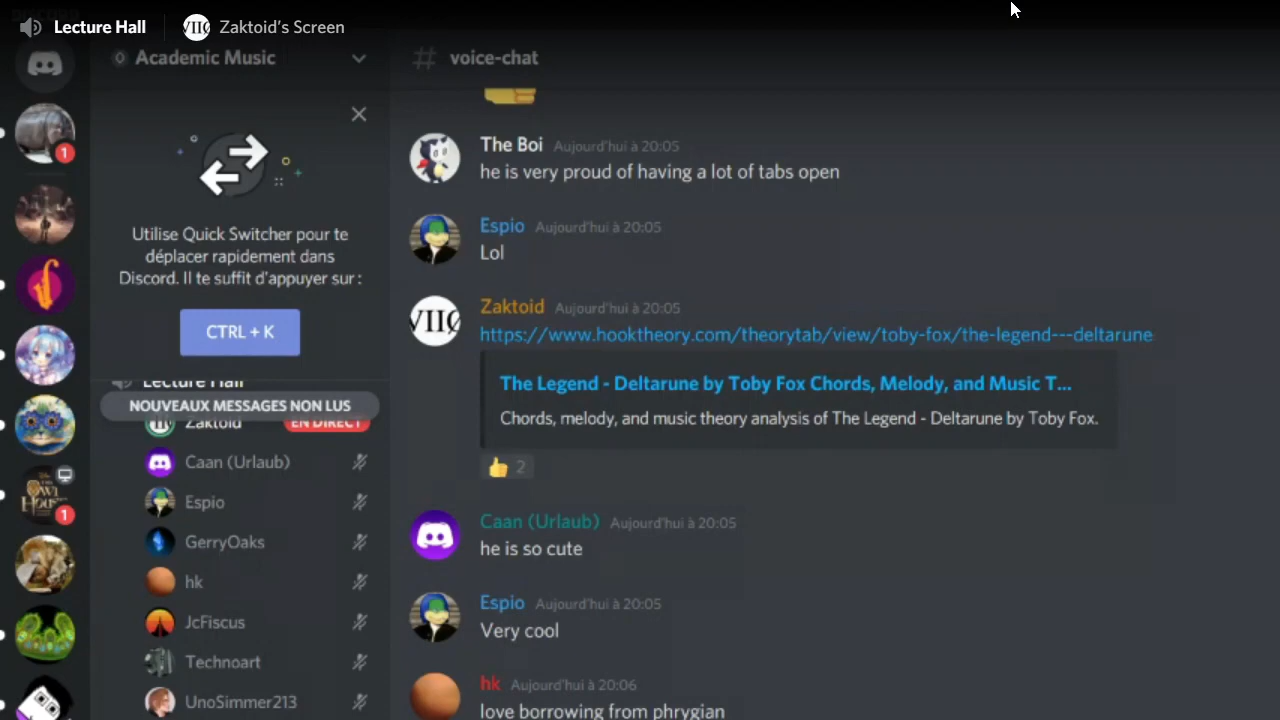 Lecture Hall
Zaktoid's Screen
Academic Music
voice-chat
Utilise Quick Switcher pour te
déplacer rapidement dans
Discord. Il te suffit d'appuyer sur :
CTRL + K
Lecture Hall
NOUVEAUX MESSAGES NON LUS
Zaktoid
EN DIRECT
Caan (Urlaub)
Espio
GerryOaks
hk
JcFiscus
Technoart
UnoSimmer213
The Boi Aujourd'hui à 20:05
he is very proud of having a lot of tabs open
Espio Aujourd'hui à 20:05
Lol
Zaktoid Aujourd'hui à 20:05
https://www.hooktheory.com/theorytab/view/toby-fox/the-legend---deltarune
The Legend - Deltarune by Toby Fox Chords, Melody, and Music T...
Chords, melody, and music theory analysis of The Legend - Deltarune by Toby Fox.
2
Caan (Urlaub) Aujourd'hui à 20:05
he is so cute
Espio Aujourd'hui à 20:05
Very cool
hk Aujourd'hui à 20:06
love borrowing from phrygian
VII
1
1